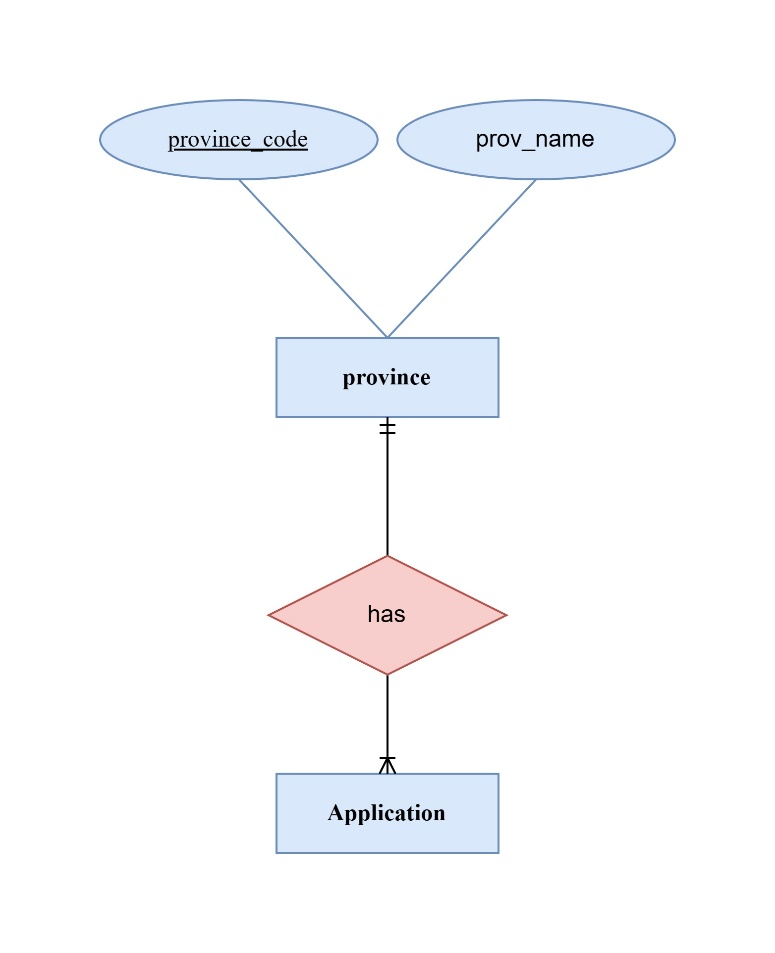 province_code
prov_name
province
has
Application